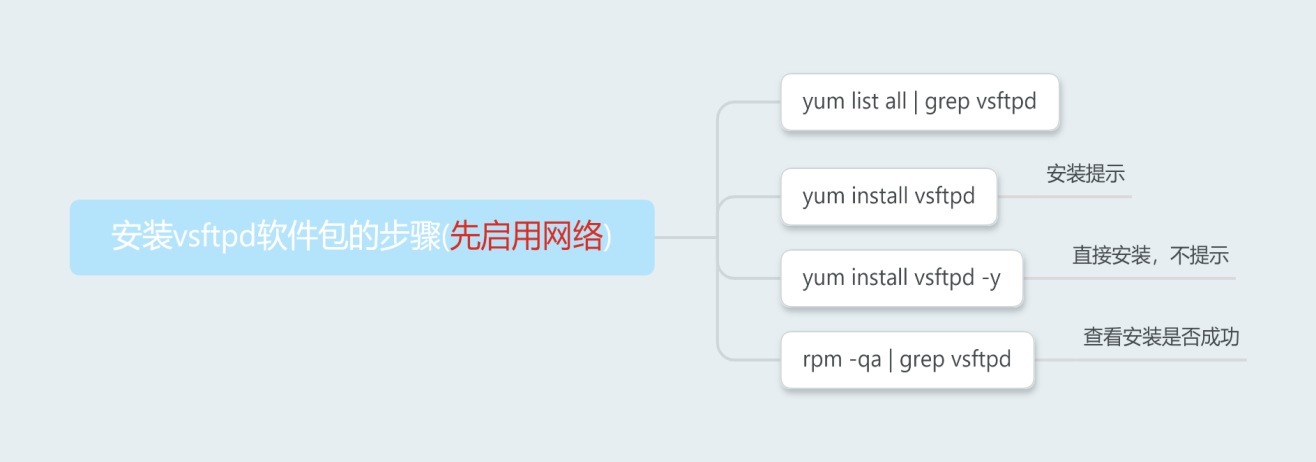 安装vsftpd软件包的步骤(先启用网络)
yum list all | grep vsftpd
yum install vsftpd
安装提示
yum install vsftpd -y
直接安装，不提示
rpm -qa | grep vsftpd
查看安装是否成功